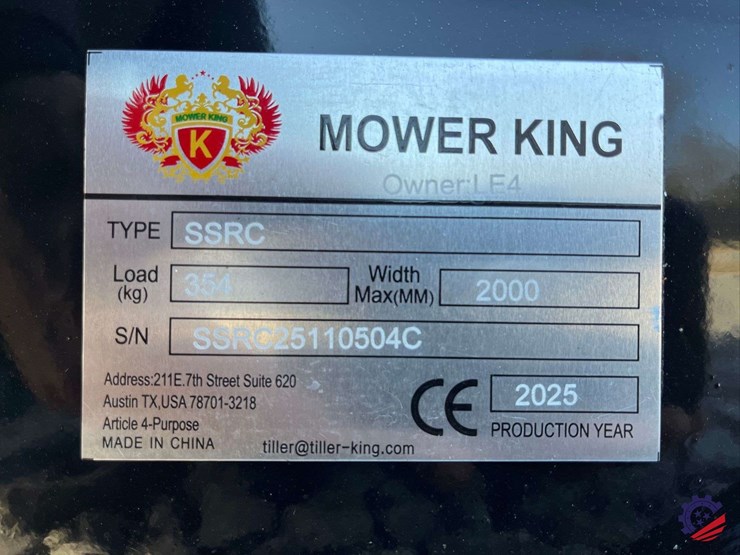 MOWER KING
K
MOWER KING
Owner:LE4
TYPE SSRC
Load (kg) 354 Width Max(MM) 2000
S/N SSRC25110504C
Address:211E.7th Street Suite 620
Austin TX,USA 78701-3218
Article 4-Purpose
MADE IN CHINA
tiller@tiller-king.com
CE 2025
PRODUCTION YEAR